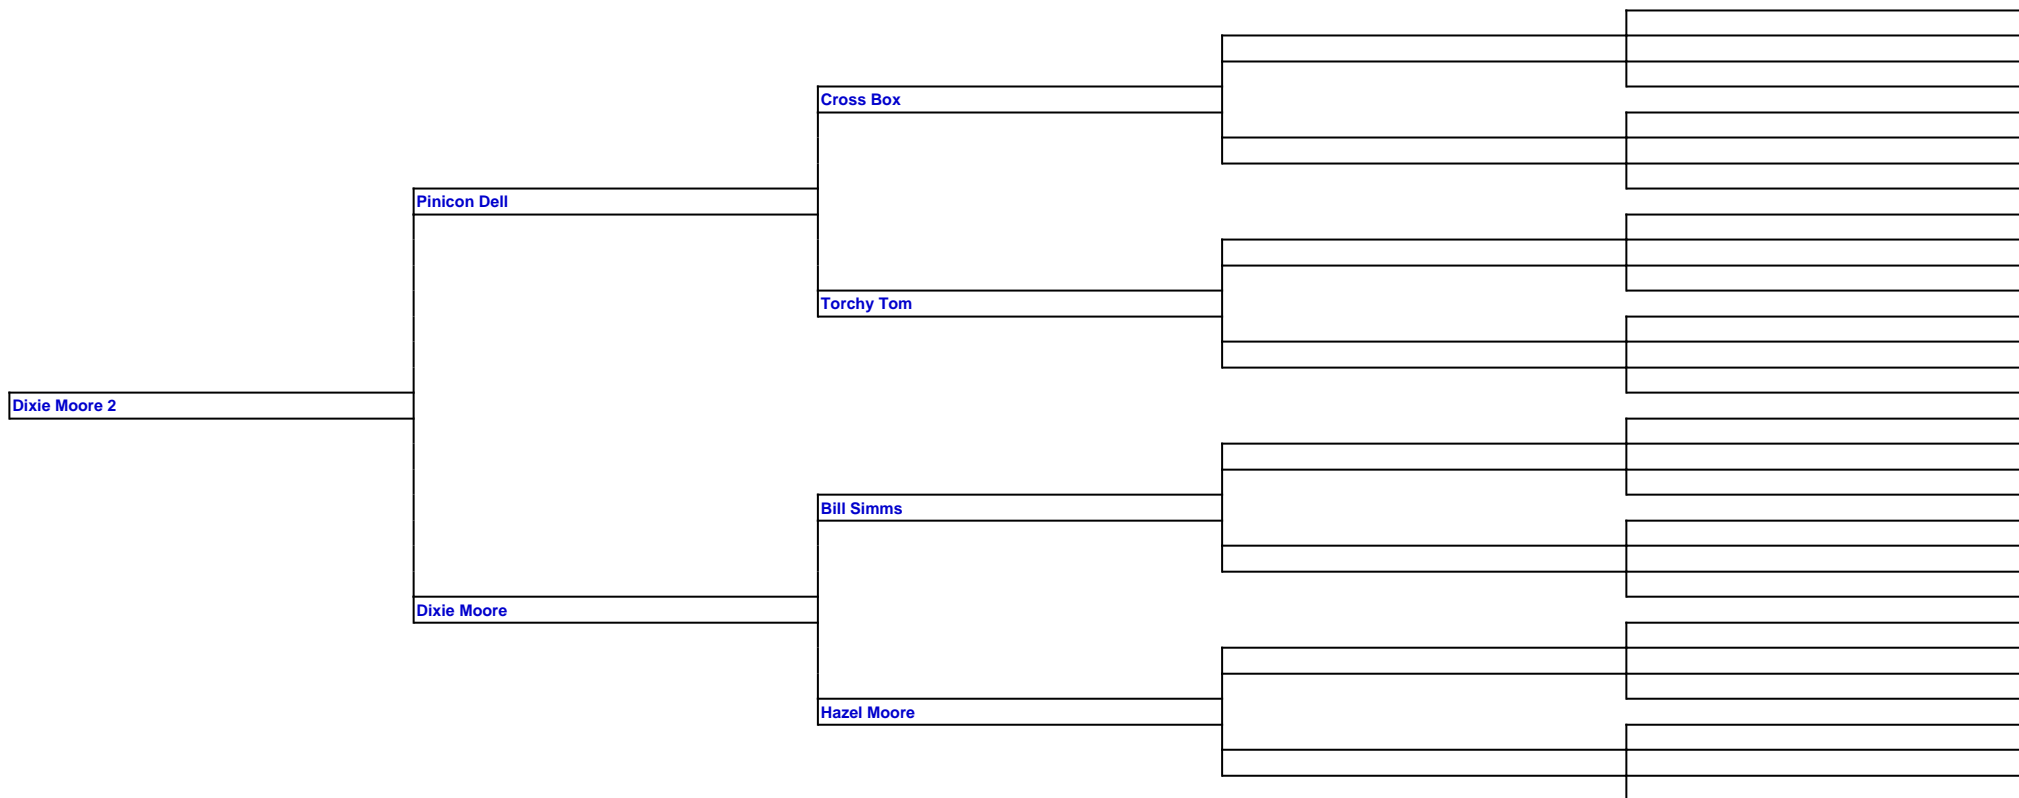 Cross Box
Pinicon Dell
Torchy Tom
Dixie Moore 2
Bill Simms
Dixie Moore
Hazel Moore